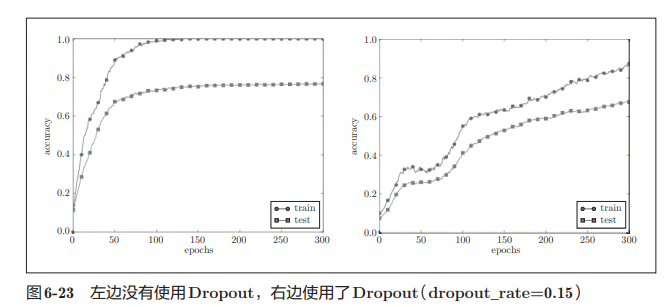 1.0
0.8
0.6
0.4
0.2
0.0
accuracy
0 50 100 150 200 250 300
epochs
train
test
1.0
0.8
0.6
0.4
0.2
0.0
accuracy
0 50 100 150 200 250 300
epochs
train
test
图6-23 左边没有使用Dropout，右边使用了Dropout（dropout_rate=0.15）